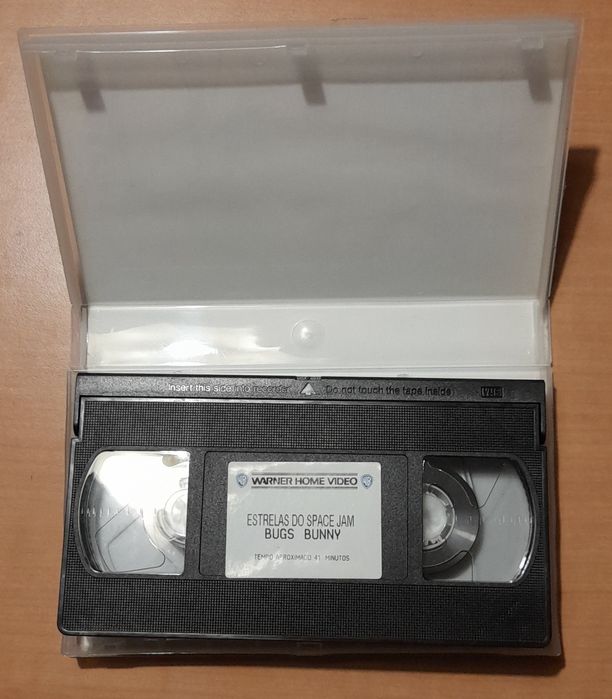 Insert this side into recorder Do not touch the tape inside VHS
WARNER HOME VIDEO
ESTRELAS DO SPACE JAM
BUGS BUNNY
TEMPO APROXIMADO 41 MINUTOS